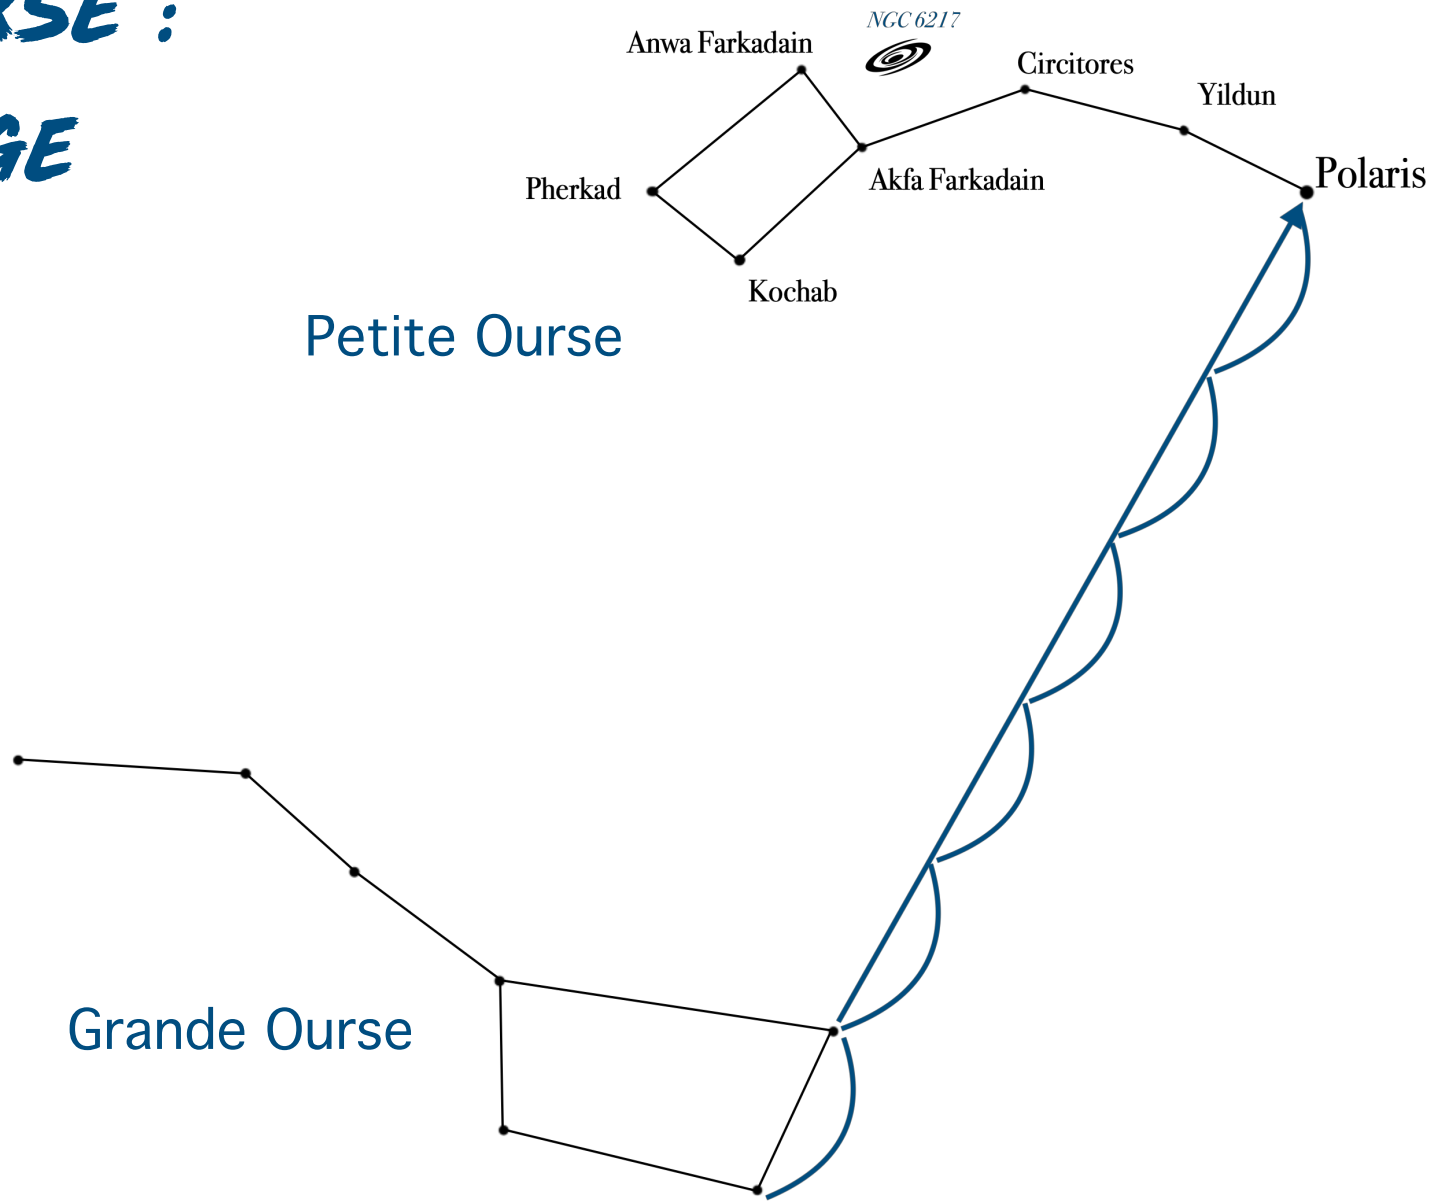 NGC 6217
Anwa Farkadain
Circitores
Yildun
Polaris
Akfa Farkadain
Pherkad
Kochab
Petite Ourse
Grande Ourse